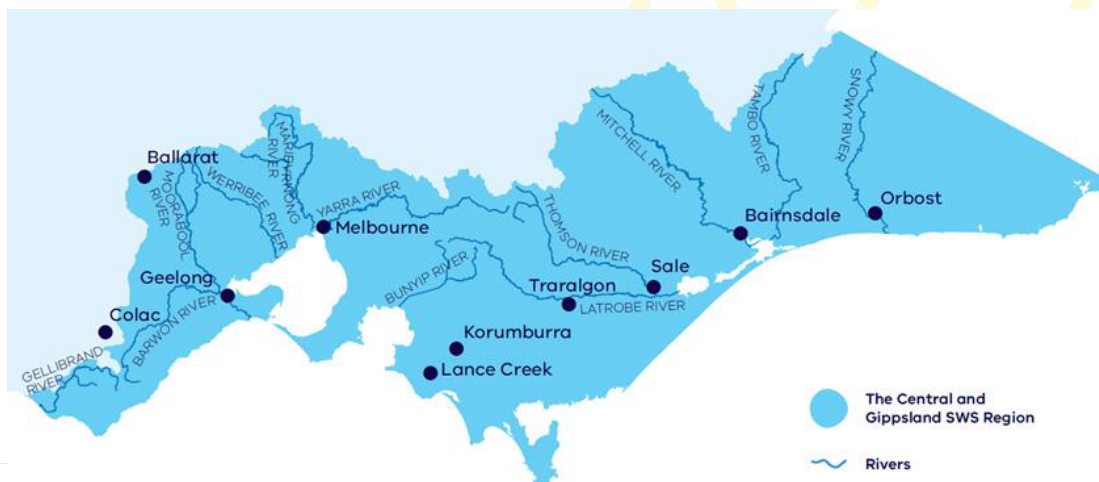 Ballarat
MOORABOOL
RIVER
WERRIBEE RIVER
MARIBYRNONG
RIVER
YARRA RIVER
Melbourne
Geelong
Colac
BARWON RIVER
GELLIBRAND
RIVER
BUNYIP RIVER
Korumburra
Lance Creek
Traralgon
LATROBE RIVER
THOMSON RIVER
Sale
MITCHELL RIVER
Bairnsdale
TAMBO RIVER
SNOWY RIVER
Orbost
The Central and
Gippsland SWS Region
Rivers